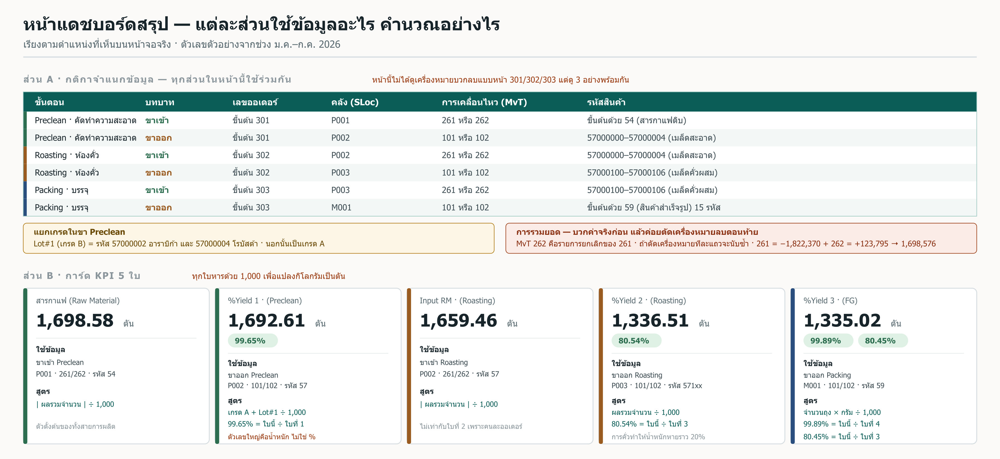 หน้าแดชบอร์ดสรุป — แต่ละส่วนใช้ข้อมูลอะไร คำนวณอย่างไร
เรียงตามตำแหน่งที่เห็นบนหน้าจอจริง · ตัวเลขตัวอย่างจากช่วง ม.ค.–ก.ค. 2026
ส่วน A · กติกาจำแนกข้อมูล — ทุกส่วนในหน้านี้ใช้ร่วมกัน
หน้านี้ไม่ได้ดูเครื่องหมายบวกลบแบบหน้า 301/302/303 แต่ดู 3 อย่างพร้อมกัน
ขั้นตอน บทบาท เลขออเดอร์ คลัง (SLoc) การเคลื่อนไหว (MvT) รหัสสินค้า
Preclean · คัดทำความสะอาด ขาเข้า ขึ้นต้น 301 P001 261 หรือ 262 ขึ้นต้นด้วย 54 (สารกาแฟดิบ)
Preclean · คัดทำความสะอาด ขาออก ขึ้นต้น 301 P002 101 หรือ 102 57000000–57000004 (เมล็ดสะอาด)
Roasting · ห้องคั่ว ขาเข้า ขึ้นต้น 302 P002 261 หรือ 262 57000000–57000004 (เมล็ดสะอาด)
Roasting · ห้องคั่ว ขาออก ขึ้นต้น 302 P003 101 หรือ 102 57000100–57000106 (เมล็ดคั่วผสม)
Packing · บรรจุ ขาเข้า ขึ้นต้น 303 P003 261 หรือ 262 57000100–57000106 (เมล็ดคั่วผสม)
Packing · บรรจุ ขาออก ขึ้นต้น 303 M001 101 หรือ 102 ขึ้นต้นด้วย 59 (สินค้าสำเร็จรูป) 15 รหัส
แยกเกรดในขา Preclean
Lot#1 (เกรด B) = รหัส 57000002 อาราบิก้า และ 57000004 โรบัสต้า · นอกนั้นเป็นเกรด A
การรวมยอด — บวกค่าจริงก่อน แล้วค่อยตัดเครื่องหมายลบตอนท้าย
MvT 262 คือรายการยกเลิกของ 261 · ถ้าตัดเครื่องหมายทีละแถวจะนับซ้ำ · 261 = −1,822,370 + 262 = +123,795 → 1,698,576
ส่วน B · การ์ด KPI 5 ใบ
ทุกใบหารด้วย 1,000 เพื่อแปลงกิโลกรัมเป็นตัน
สารกาแฟ (Raw Material)
1,698.58 ตัน
ใช้ข้อมูล
ขาเข้า Preclean
P001 · 261/262 · รหัส 54
สูตร
| ผลรวมจำนวน | ÷ 1,000
ตัวตั้งต้นของทั้งสายการผลิต
%Yield 1 · (Preclean)
1,692.61 ตัน
99.65%
ใช้ข้อมูล
ขาออก Preclean
P002 · 101/102 · รหัส 57
สูตร
เกรด A + Lot#1 ÷ 1,000
99.65% = ใบนี้ ÷ ใบที่ 1
ตัวเลขใหญ่คือน้ำหนัก ไม่ใช่ %
Input RM · (Roasting)
1,659.46 ตัน
ใช้ข้อมูล
ขาเข้า Roasting
P002 · 261/262 · รหัส 57
สูตร
| ผลรวมจำนวน | ÷ 1,000
ไม่เท่ากับใบที่ 2 เพราะคนละออเดอร์
%Yield 2 · (Roasting)
1,336.51 ตัน
80.54%
ใช้ข้อมูล
ขาออก Roasting
P003 · 101/102 · รหัส 571xx
สูตร
ผลรวมจำนวน ÷ 1,000
80.54% = ใบนี้ ÷ ใบที่ 3
การคั่วทำให้น้ำหนักหายราว 20%
%Yield 3 · (FG)
1,335.02 ตัน
99.89% 80.45%
ใช้ข้อมูล
ขาออก Packing
M001 · 101/102 · รหัส 59
สูตร
จำนวนถุง × กรัม ÷ 1,000
99.89% = ใบนี้ ÷ ใบที่ 4
80.45% = ใบนี้ ÷ ใบที่ 3